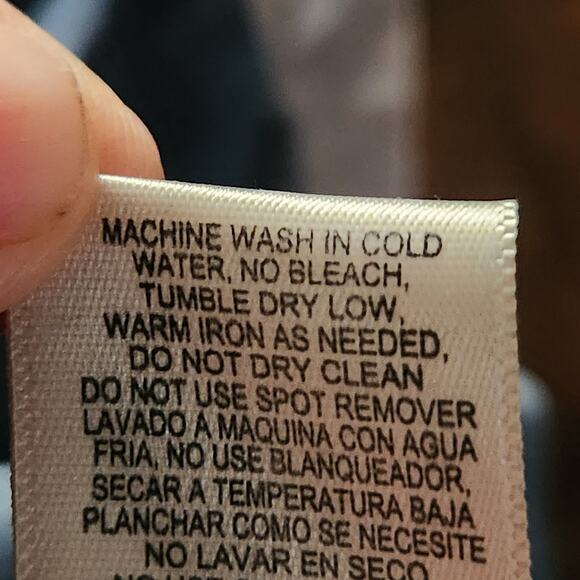 MACHINE WASH IN COLD
WATER, NO BLEACH,
TUMBLE DRY LOW,
WARM IRON AS NEEDED,
DO NOT DRY CLEAN
DO NOT USE SPOT REMOVER
LAVADO A MAQUINA CON AGUA
FRIA, NO USE BLANQUEADOR,
SECAR A TEMPERATURA BAJA
PLANCHAR COMO SE NECESITE
NO LAVAR EN SECO
NO USE